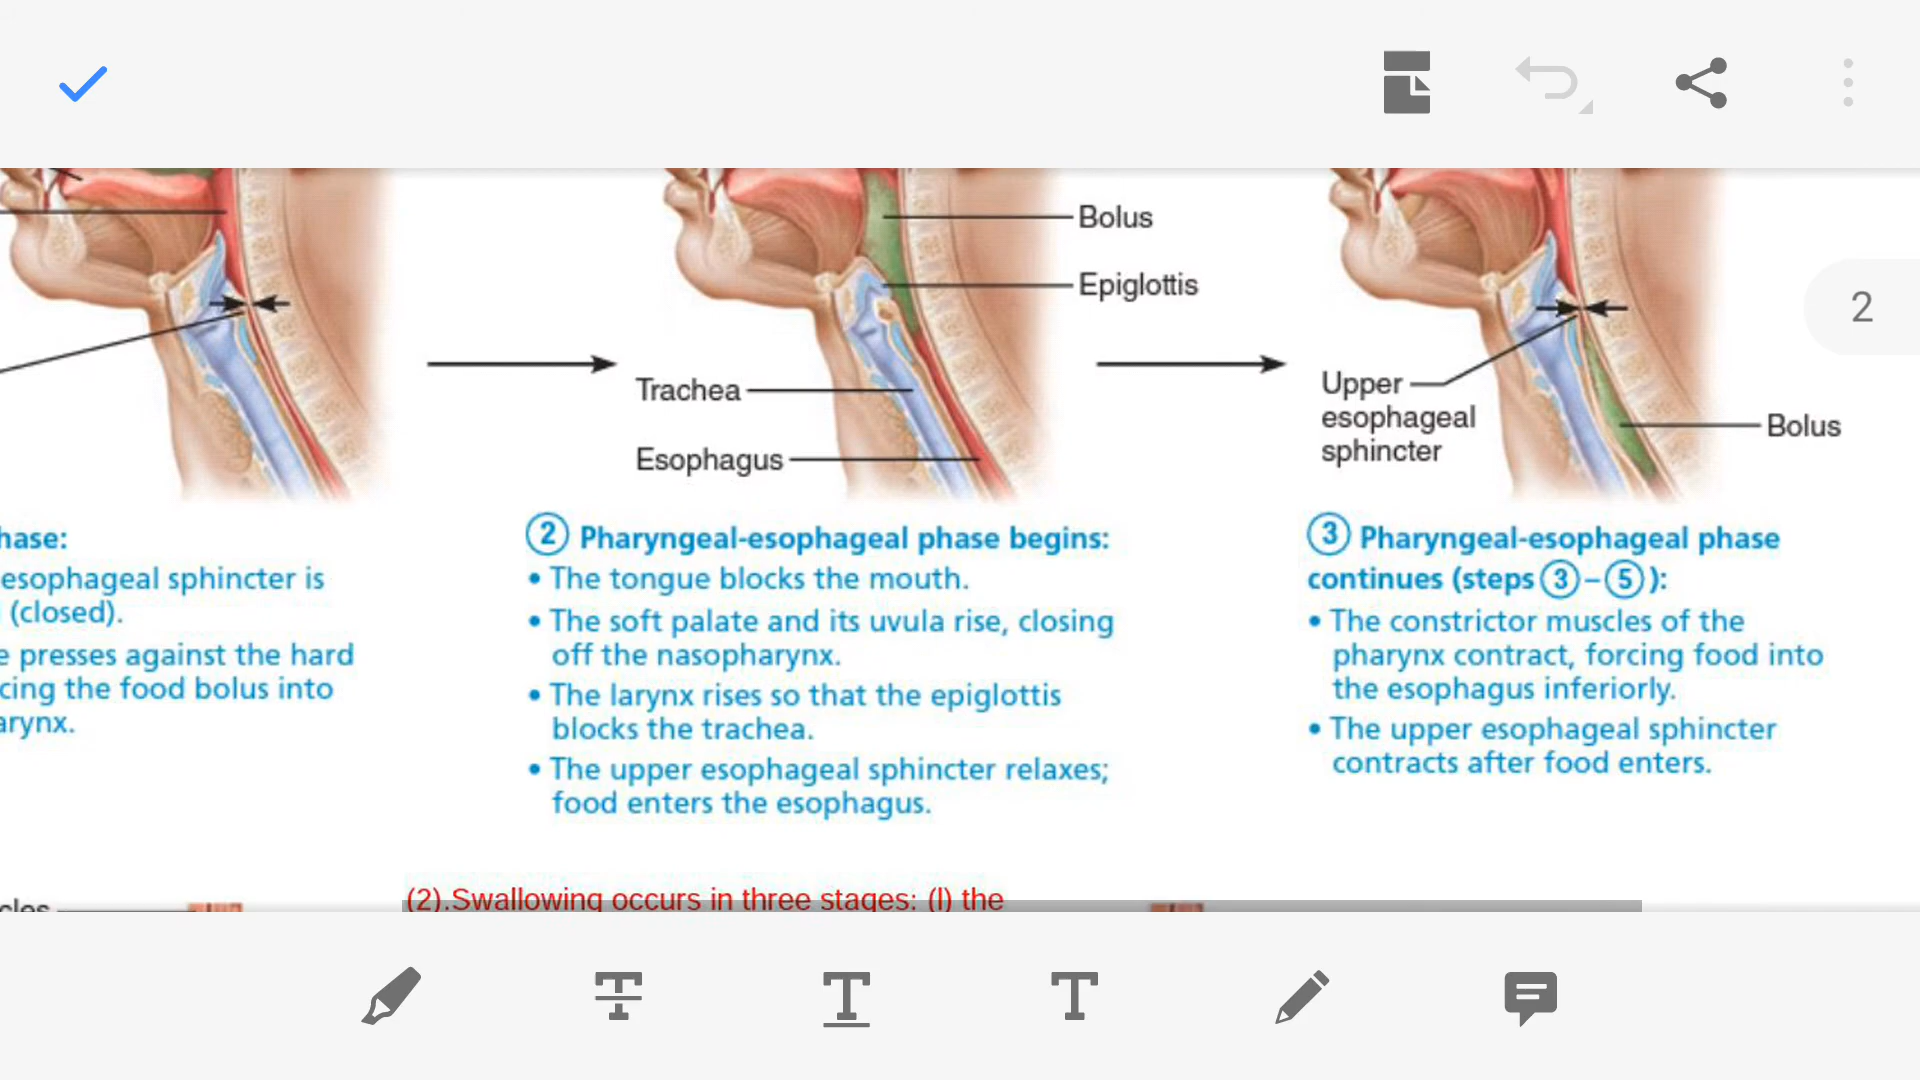 Bolus
Epiglottis
2
Trachea
Esophagus
Upper
esophageal
sphincter
Bolus
hase:
esophageal sphincter is
(closed).
e presses against the hard
cing the food bolus into
arynx.
2 Pharyngeal-esophageal phase begins:
• The tongue blocks the mouth.
• The soft palate and its uvula rise, closing
off the nasopharynx.
• The larynx rises so that the epiglottis
blocks the trachea.
• The upper esophageal sphincter relaxes;
food enters the esophagus.
3 Pharyngeal-esophageal phase
continues (steps 3–5):
• The constrictor muscles of the
pharynx contract, forcing food into
the esophagus inferiorly.
• The upper esophageal sphincter
contracts after food enters.
cles
(2).Swallowing occurs in three stages: (l) the